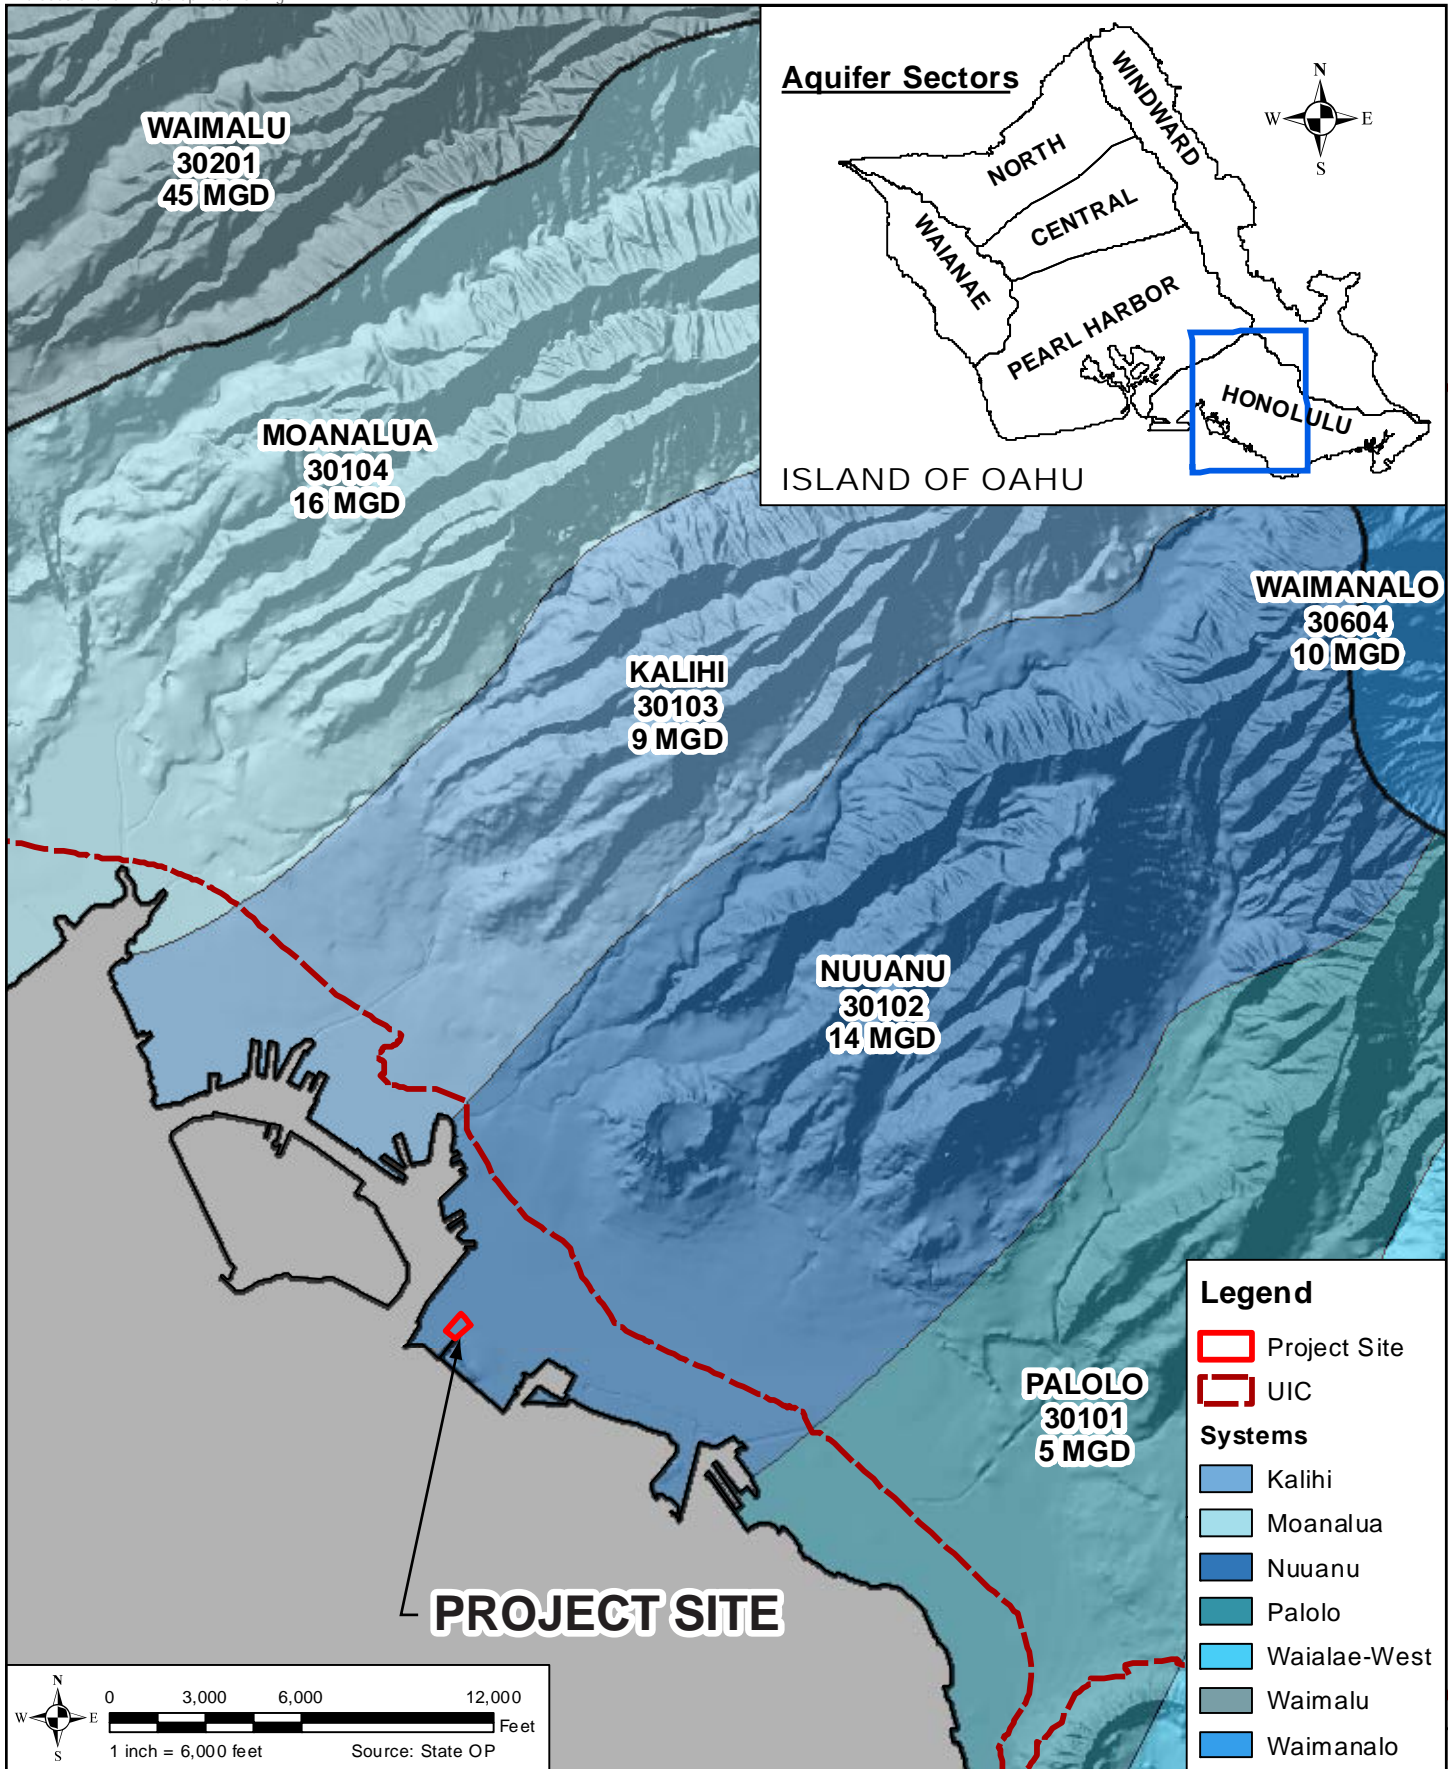 Aquifer Sectors
WINDWARD
NORTH
CENTRAL
WAIANAE
PEARL HARBOR
HONOLULU
N
W
E
S
ISLAND OF OAHU
WAIMALU
30201
45 MGD
MOANALUA
30104
16 MGD
KALIHI
30103
9 MGD
WAIMANALO
30604
10 MGD
NUUANU
30102
14 MGD
PALOLO
30101
5 MGD
PROJECT SITE
Legend
Project Site
UIC
Systems
Kalihi
Moanalua
Nuuanu
Palolo
Waialae-West
Waimalu
Waimanalo
N
W
E
S
0 3,000 6,000 12,000
Feet
1 inch = 6,000 feet Source: State OP